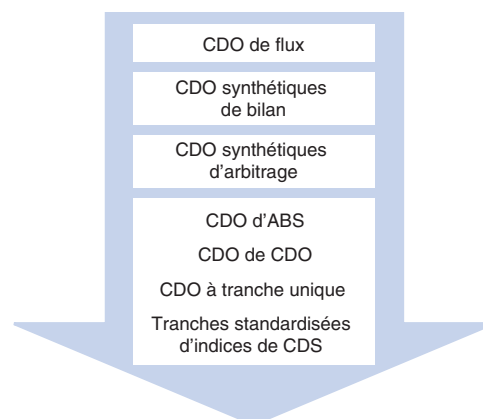 CDO de flux
CDO synthétiques
de bilan
CDO synthétiques
d'arbitrage
CDO d'ABS
CDO de CDO
CDO à tranche unique
Tranches standardisées
d'indices de CDS